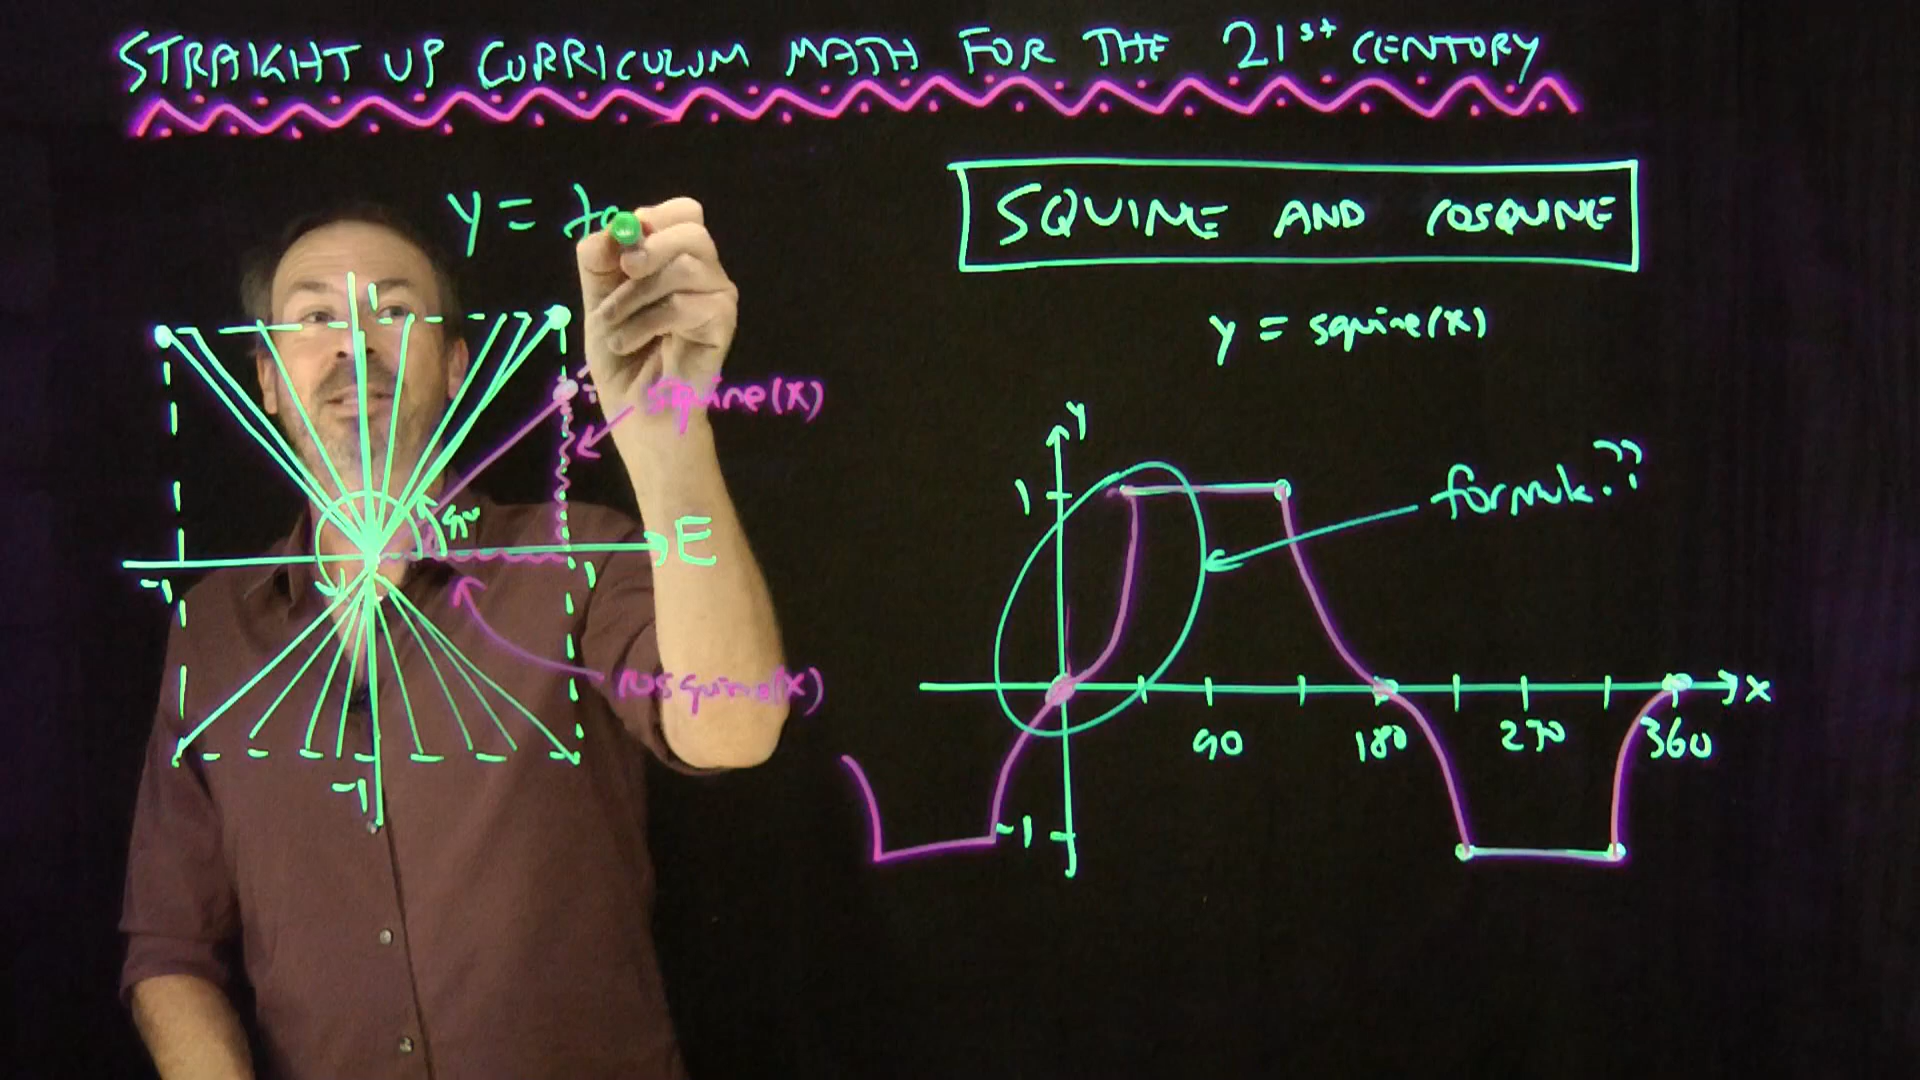 STRAIGHT UP CURRICULUM MATH FOR THE 21st CENTURY
y = ta
SQUINE AND COSQUINE
y = squine(x)
1
squine(x)
E
-1
1
cosquine(x)
-1
y
1
formula??
x
90
180
270
360
-1